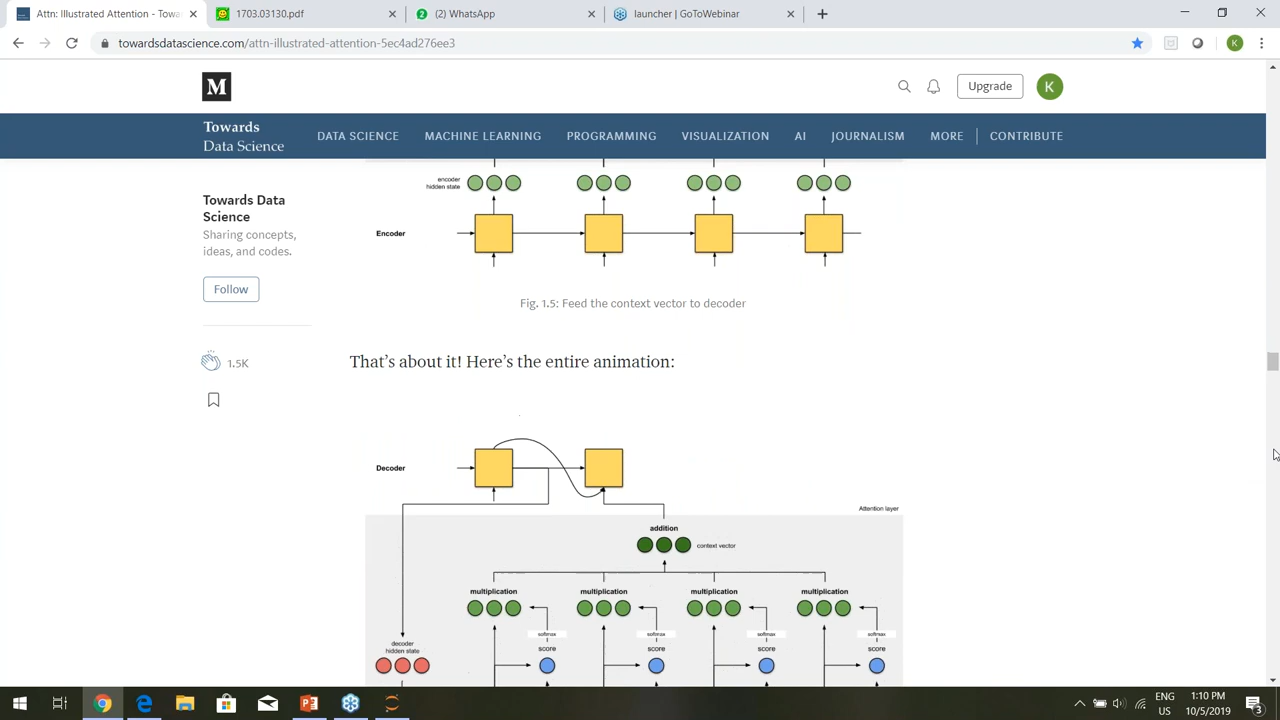 Attn: Illustrated Attention - Towa
1703.03130.pdf
(2) WhatsApp
launcher | GoToWebinar
towardsdatascience.com/attn-illustrated-attention-5ec4ad276ee3
K
M
Upgrade
K
Towards
Data Science
DATA SCIENCE
MACHINE LEARNING
PROGRAMMING
VISUALIZATION
AI
JOURNALISM
MORE
CONTRIBUTE
Towards Data
Science
Sharing concepts,
ideas, and codes.
Follow
1.5K
encoder
hidden state
Encoder
Fig. 1.5: Feed the context vector to decoder
That's about it! Here's the entire animation:
Decoder
Attention layer
addition
context vector
multiplication
multiplication
multiplication
multiplication
softmax
softmax
softmax
softmax
decoder
hidden state
score
score
score
score
ENG
US
1:10 PM
10/5/2019
3